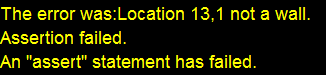 The error was:Location 13,1 not a wall.
Assertion failed.
An "assert" statement has failed.